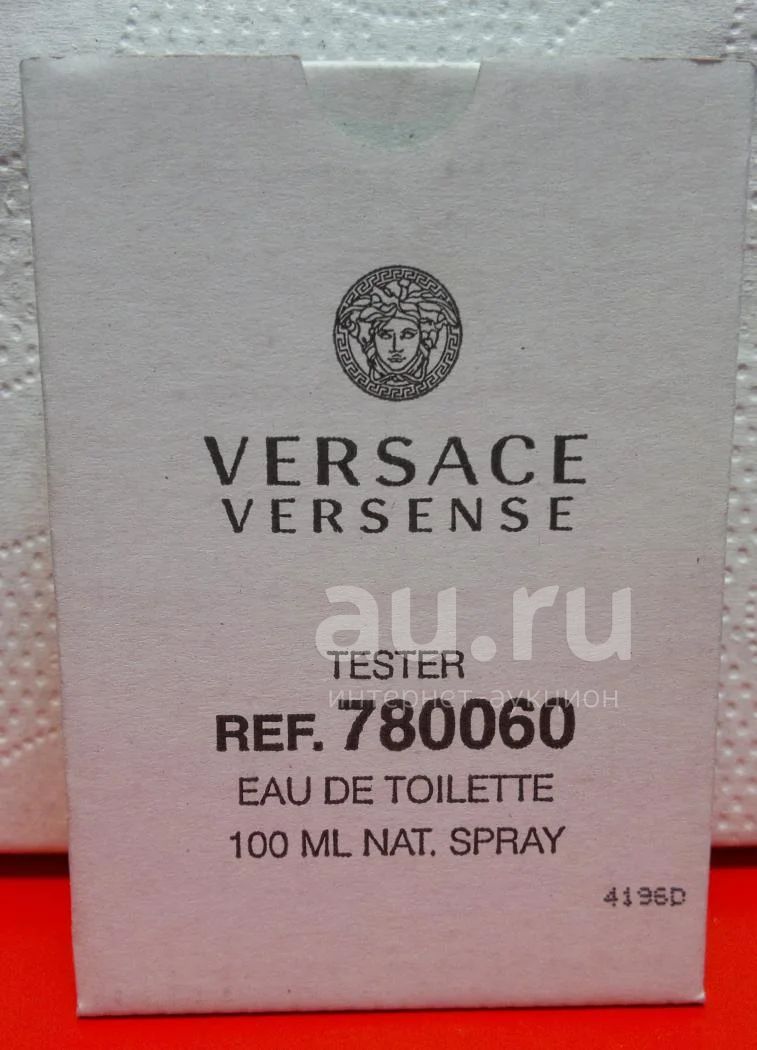 VERSACE
VERSENSE
au.ru
TESTER
интернет-аукцион
REF. 780060
EAU DE TOILETTE
100 ML NAT. SPRAY
4196D